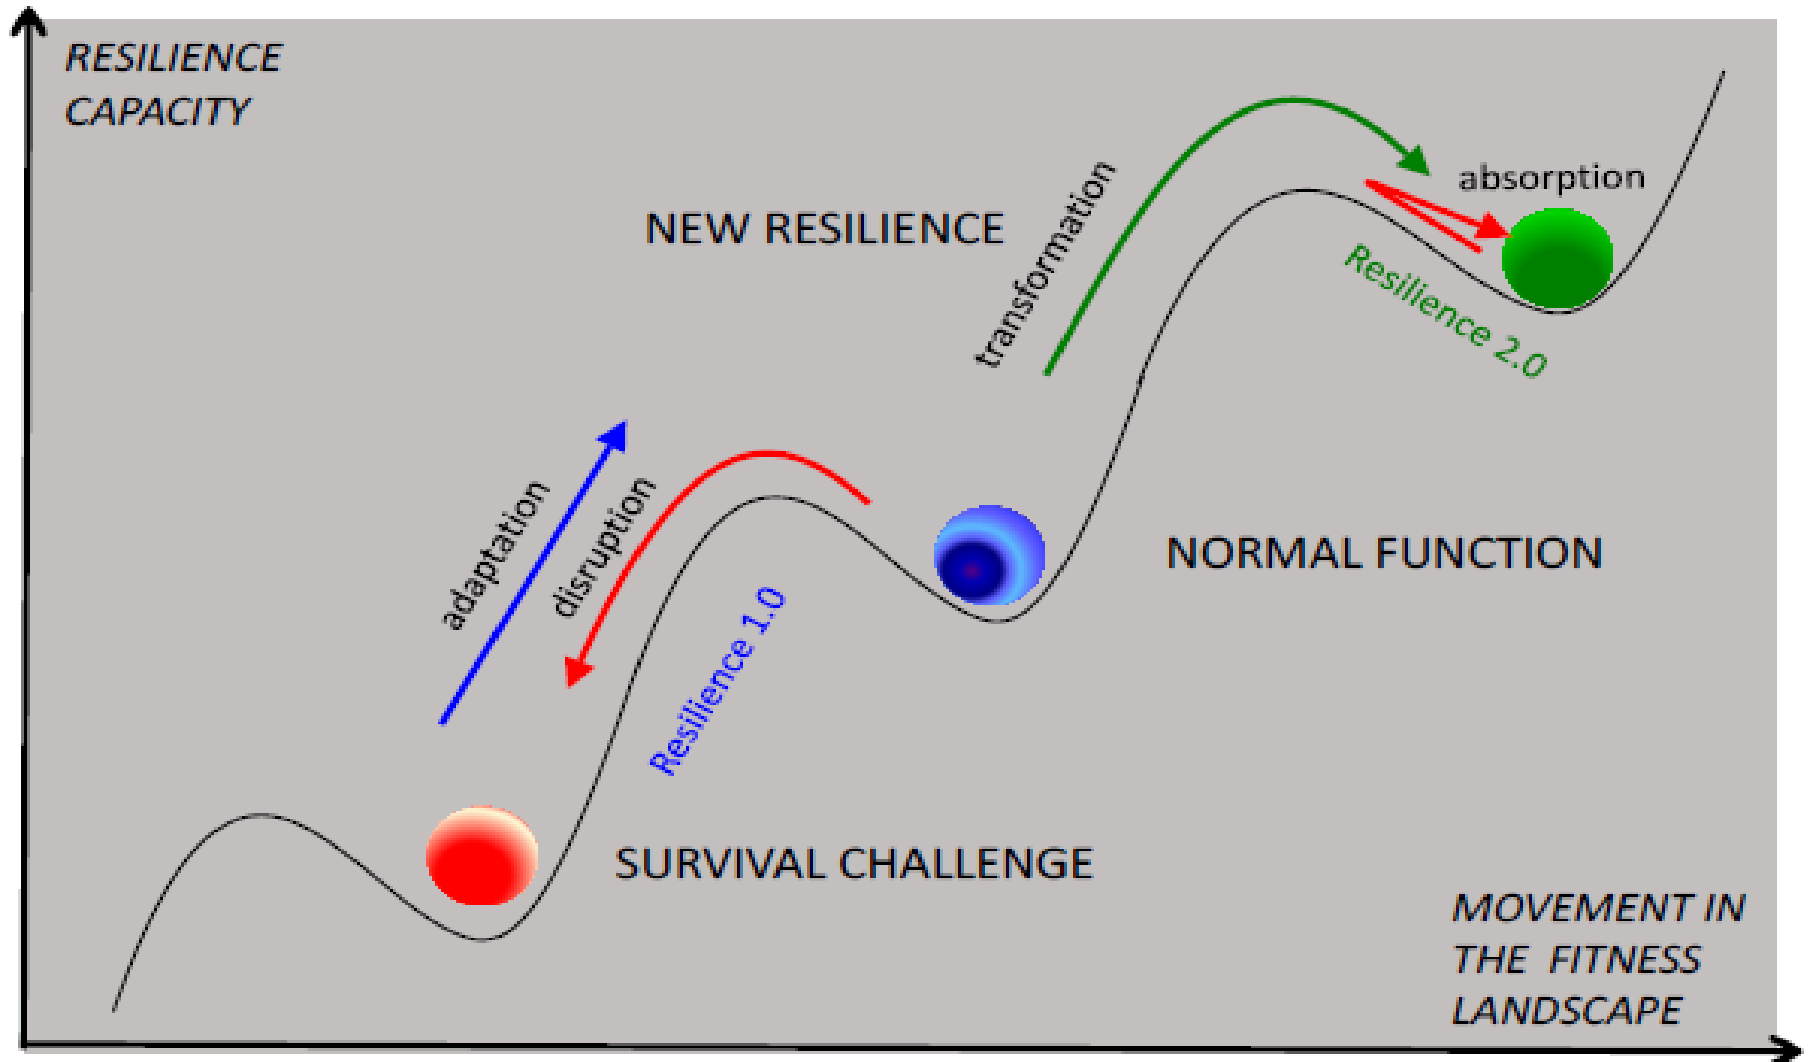 RESILIENCE
CAPACITY
absorption
transformation
NEW RESILIENCE
Resilience 2.0
adaptation
disruption
NORMAL FUNCTION
Resilience 1.0
SURVIVAL CHALLENGE
MOVEMENT IN
THE FITNESS
LANDSCAPE